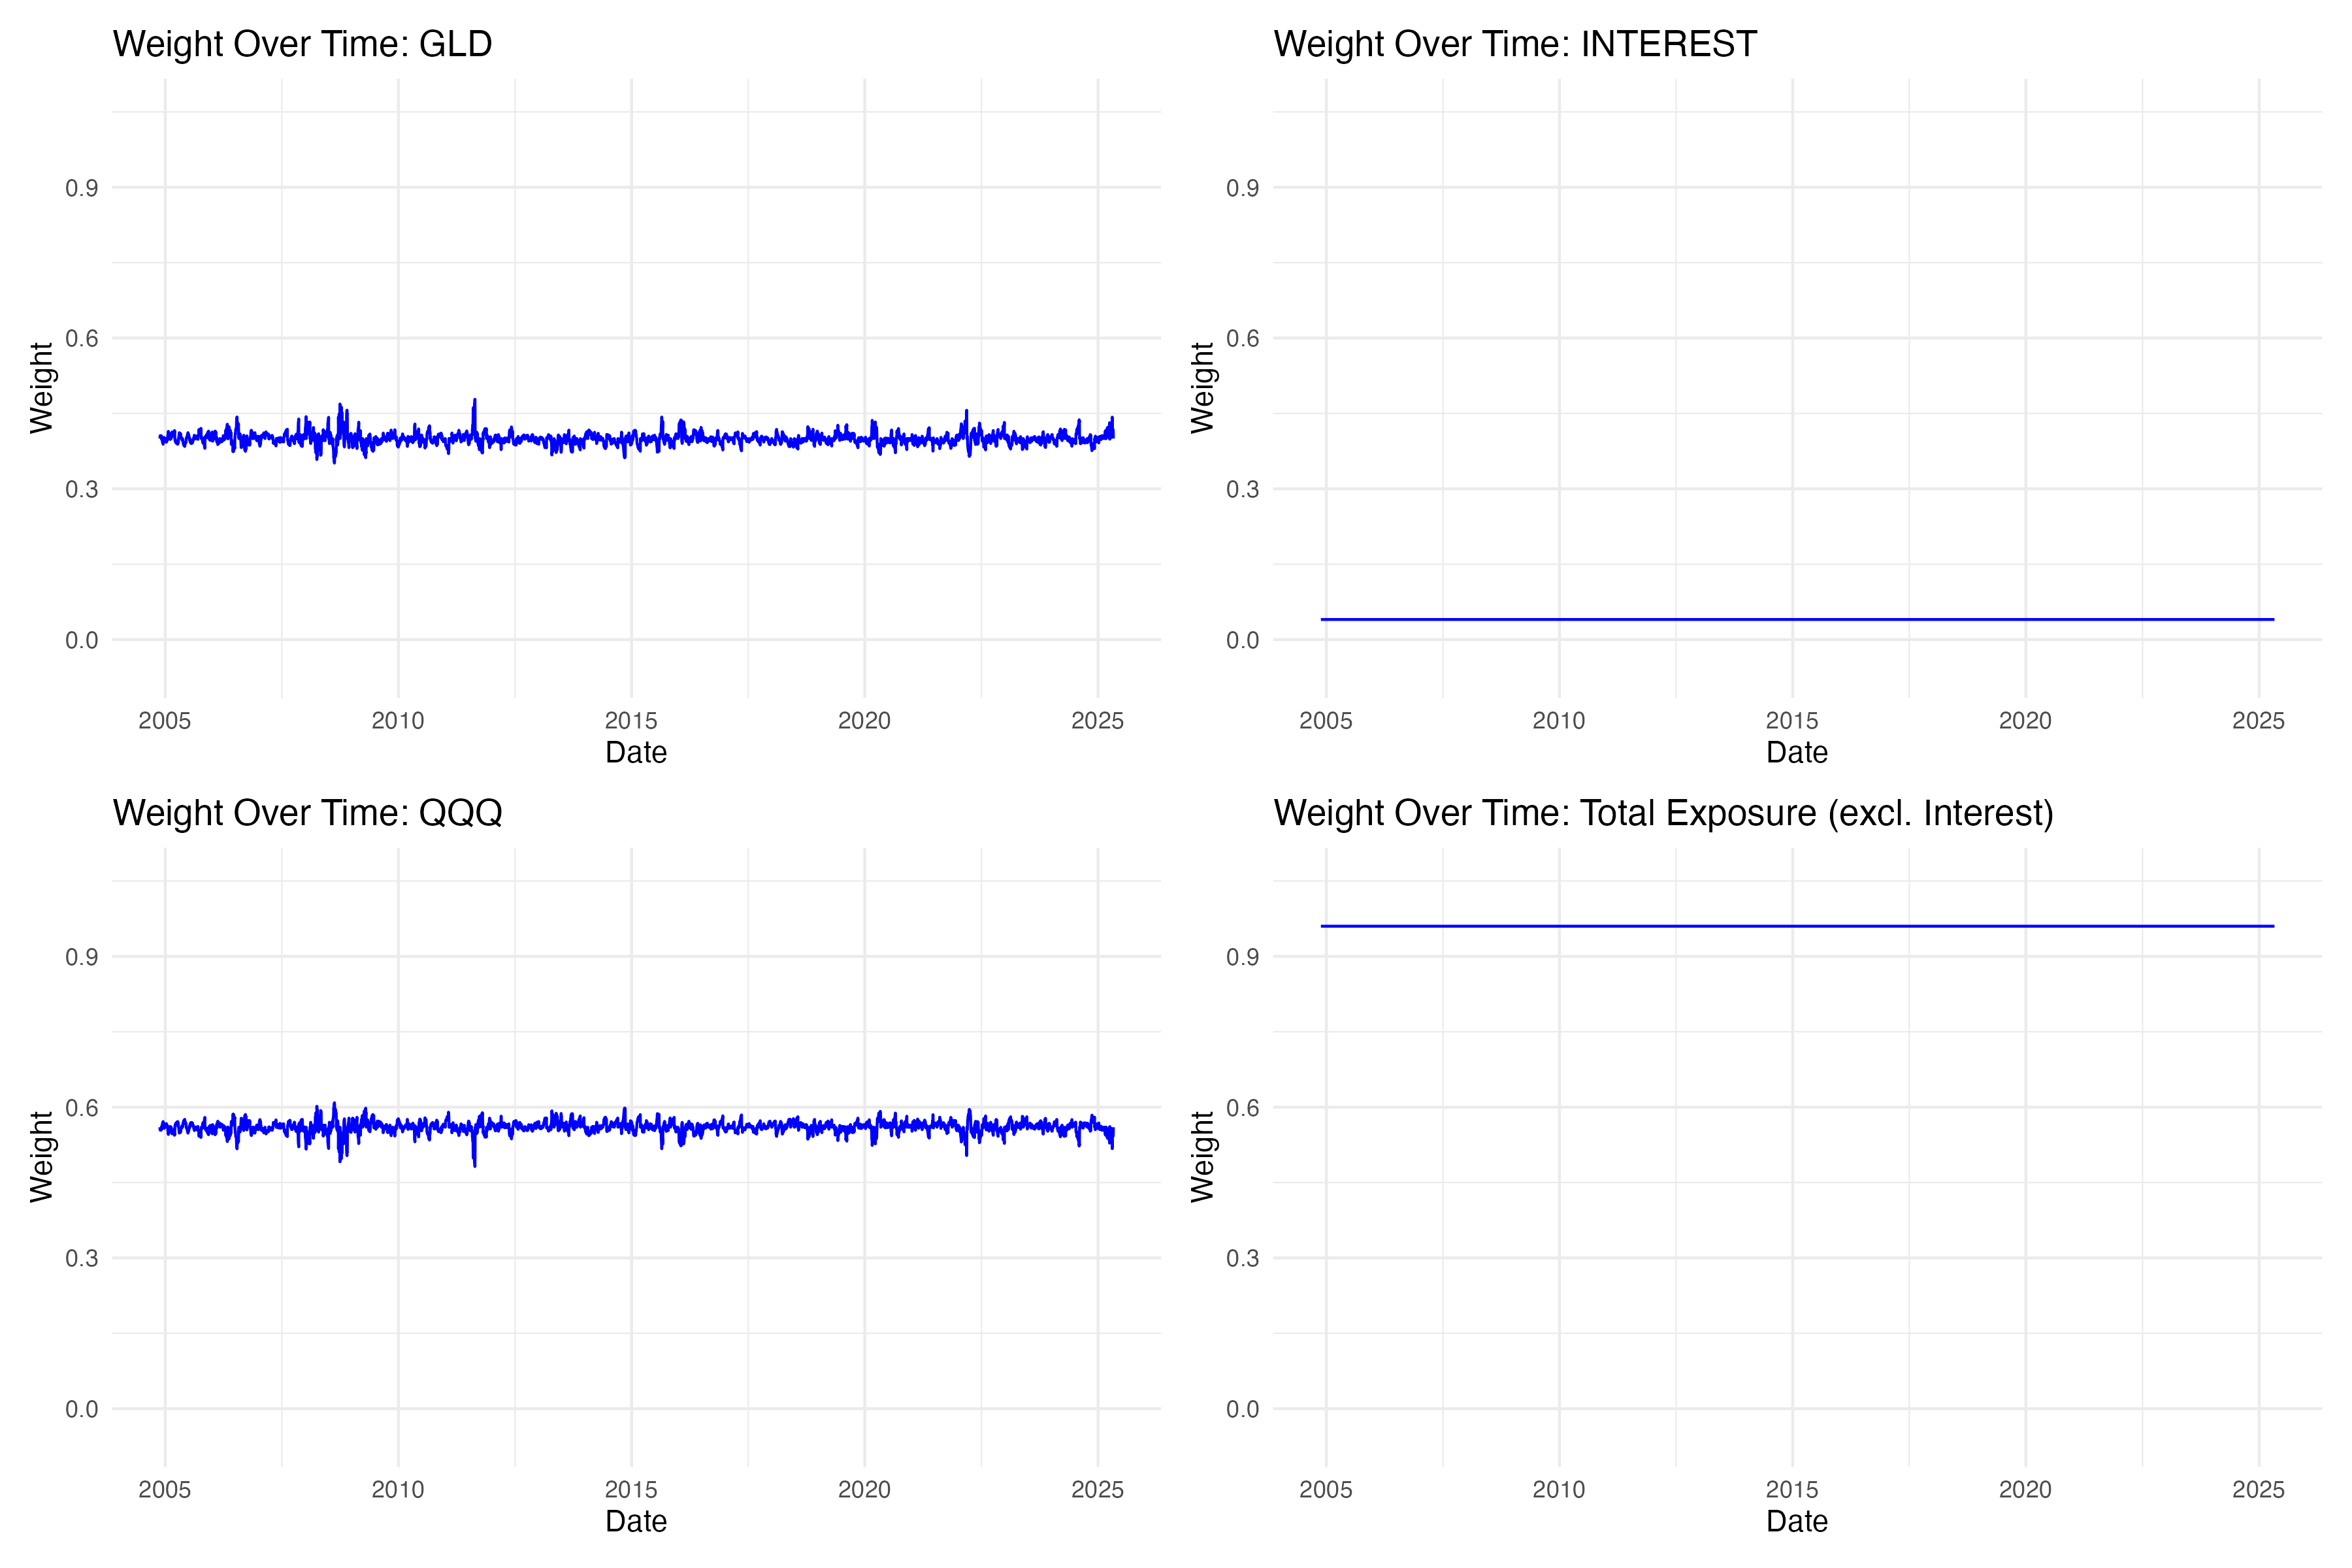 Weight Over Time: GLD
Weight
0.9
0.6
0.3
0.0
2005 2010 2015 2020 2025
Date
Weight Over Time: INTEREST
Weight
0.9
0.6
0.3
0.0
2005 2010 2015 2020 2025
Date
Weight Over Time: QQQ
Weight
0.9
0.6
0.3
0.0
2005 2010 2015 2020 2025
Date
Weight Over Time: Total Exposure (excl. Interest)
Weight
0.9
0.6
0.3
0.0
2005 2010 2015 2020 2025
Date